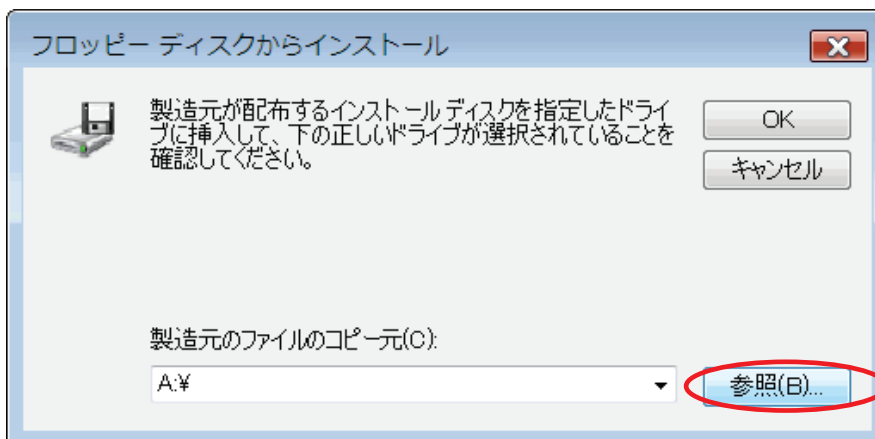 フロッピー ディスクからインストール
製造元が配布するインストール ディスクを指定したドライ
ブに挿入して、下の正しいドライブが選択されていることを
確認してください。
OK
キャンセル
製造元のファイルのコピー元(C):
A:¥
参照(B)...